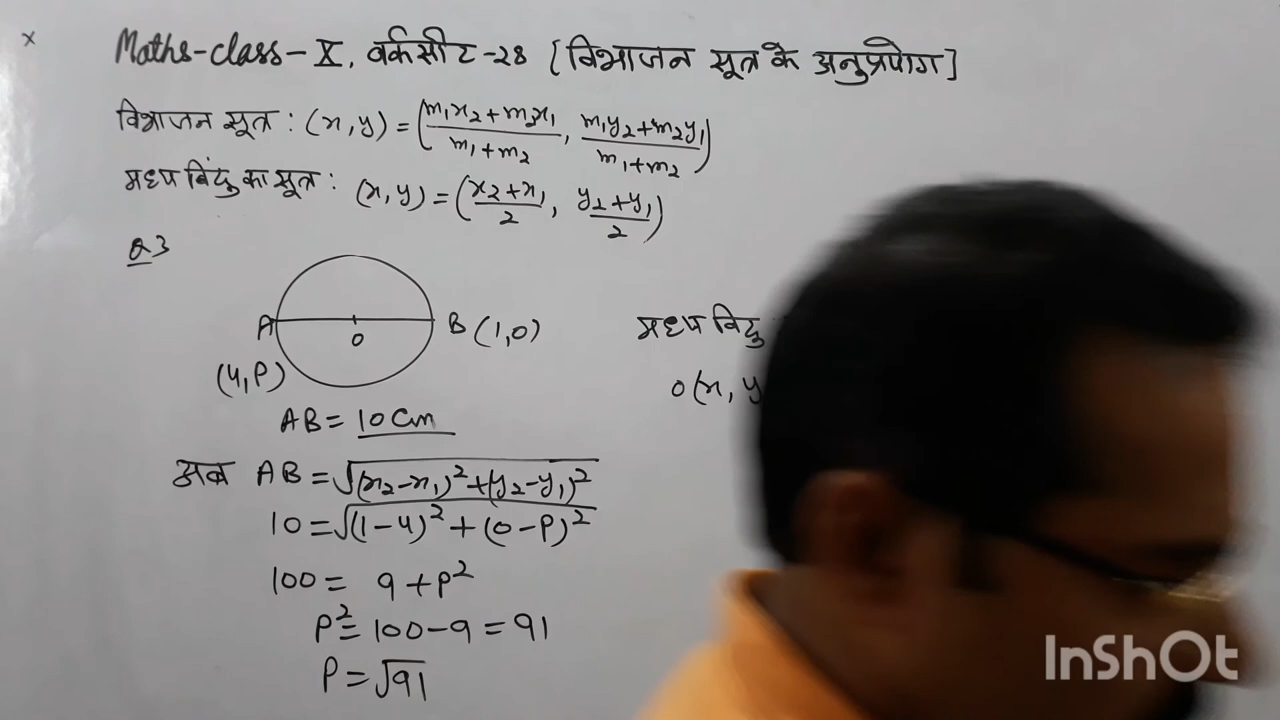 Maths-class-X, वर्कसीट-28 [विभाजन सूत्र के अनुप्रयोग]
विभाजन सूत्र : (x, y) = (m₁x₂+m₂x₁/m₁+m₂, m₁y₂+m₂y₁/m₁+m₂)
मध्य बिंदु का सूत्र : (x, y) = (x₂+x₁/2, y₂+y₁/2)
Q3
A O B (1,0)
(4,P)
AB = 10 Cm
अब AB = √(x₂-x₁)²+(y₂-y₁)²
10 = √(1-4)²+(0-P)²
100 = 9+P²
P² = 100-9 = 91
P = √91
मध्य बिंदु
O(x, y
InShOt